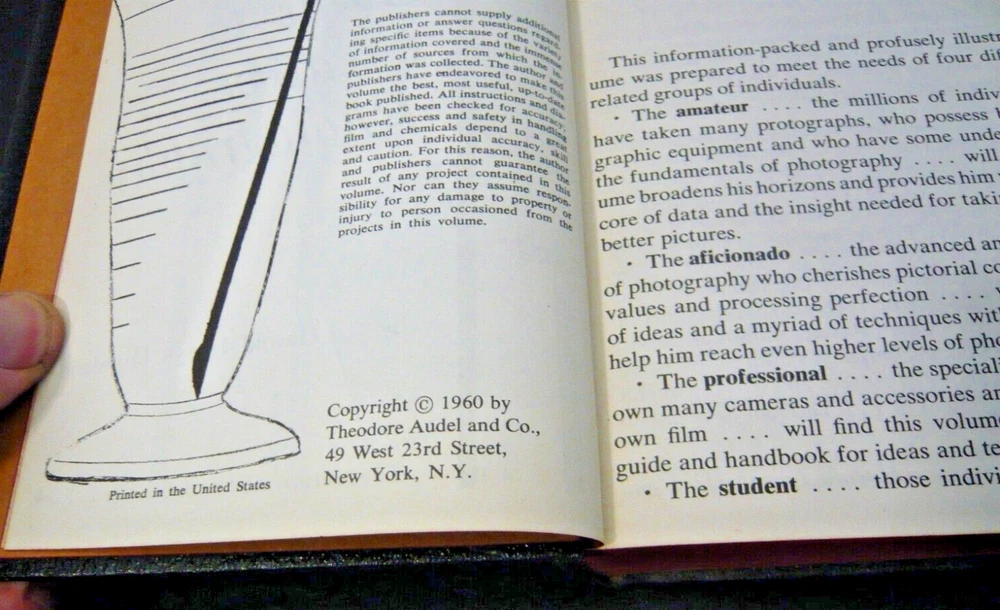 The publishers cannot supply additional
information or answer questions regard-
ing specific items because of the variety
of information covered and the immense
number of sources from which the in-
formation was collected. The author and
publishers have endeavored to make this
volume the best, most useful, up-to-date
book published. All instructions and dia-
grams have been checked for accuracy;
however, success and safety in handling
film and chemicals depend to a great
extent upon individual accuracy, skill
and caution. For this reason, the author
and publishers cannot guarantee the
result of any project contained in this
volume. Nor can they assume respon-
sibility for any damage to property or
injury to person occasioned from the
projects in this volume.
Copyright © 1960 by
Theodore Audel and Co.,
49 West 23rd Street,
New York, N.Y.
Printed in the United States
This information-packed and profusely illustr
ume was prepared to meet the needs of four dif
related groups of individuals.
• The amateur .... the millions of indiv
have taken many protographs, who possess
graphic equipment and who have some unde
the fundamentals of photography .... will
ume broadens his horizons and provides him
core of data and the insight needed for taki
better pictures.
• The aficionado .... the advanced an
of photography who cherishes pictorial co
values and processing perfection ....
of ideas and a myriad of techniques wit
help him reach even higher levels of pho
• The professional .... the speciali
own many cameras and accessories an
own film .... will find this volume
guide and handbook for ideas and te
• The student .... those indivi